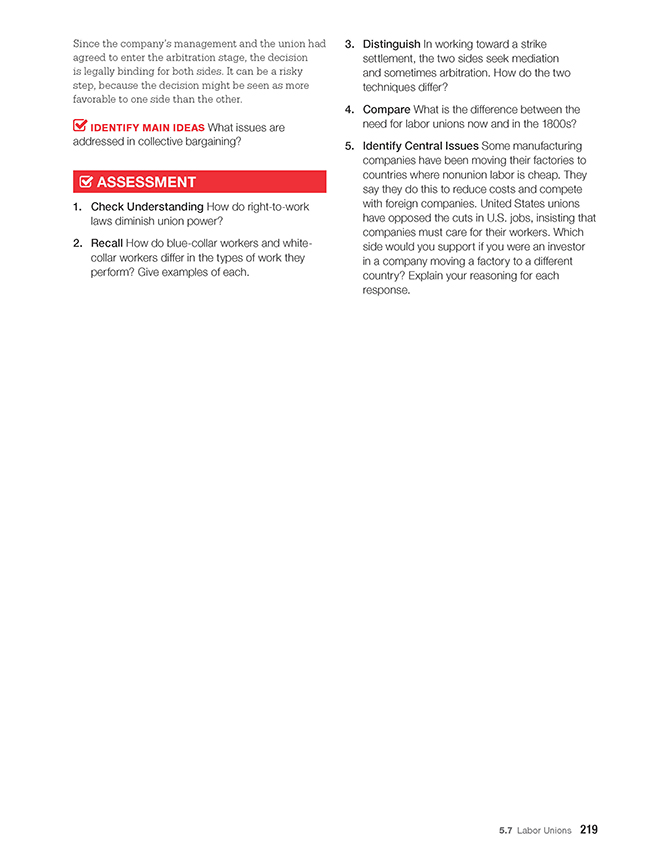 Since the company's management and the union had
agreed to enter the arbitration stage, the decision
is legally binding for both sides. It can be a risky
step, because the decision might be seen as more
favorable to one side than the other.
IDENTIFY MAIN IDEAS What issues are
addressed in collective bargaining?
ASSESSMENT
1. Check Understanding How do right-to-work
laws diminish union power?
2. Recall How do blue-collar workers and white-
collar workers differ in the types of work they
perform? Give examples of each.
3. Distinguish In working toward a strike
settlement, the two sides seek mediation
and sometimes arbitration. How do the two
techniques differ?
4. Compare What is the difference between the
need for labor unions now and in the 1800s?
5. Identify Central Issues Some manufacturing
companies have been moving their factories to
countries where nonunion labor is cheap. They
say they do this to reduce costs and compete
with foreign companies. United States unions
have opposed the cuts in U.S. jobs, insisting that
companies must care for their workers. Which
side would you support if you were an investor
in a company moving a factory to a different
country? Explain your reasoning for each
response.
5.7 Labor Unions 219